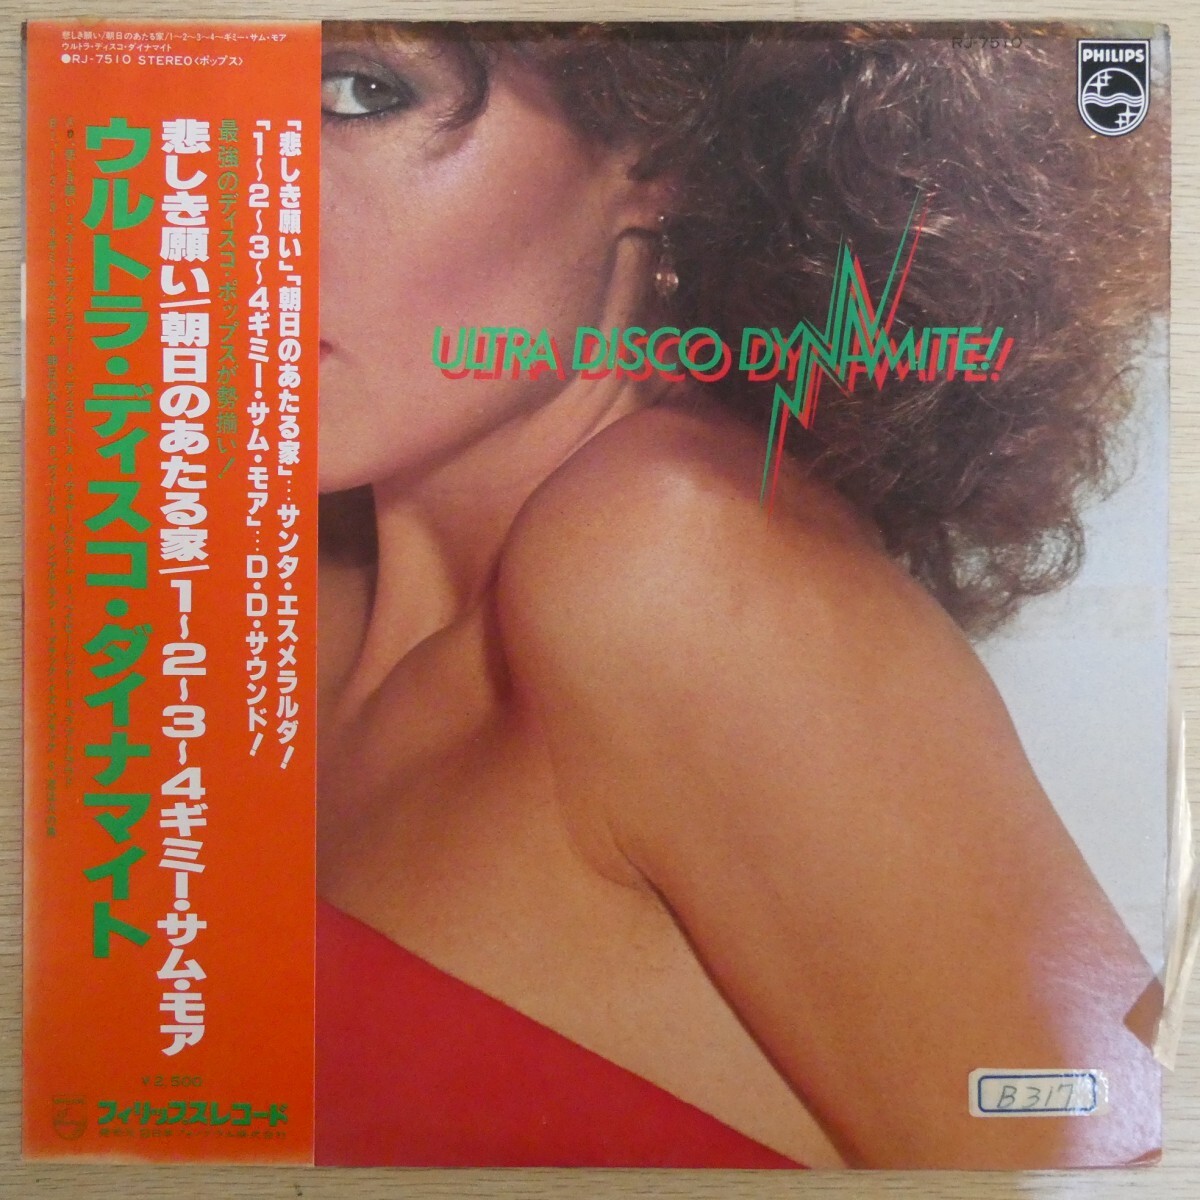 悲しき願い/朝日のあたる家/1〜2〜3〜4〜ギミー・サム・モア
ウルトラ・ディスコ・ダイナマイト
●RJ-7510 STEREO〈ポップス〉
「悲しき願い」「朝日のあたる家」…サンタ・エスメラルダ!
「1〜2〜3〜4ギミー・サム・モア」…D・D・サウンド!
最強のディスコ・ポップスが勢揃い!
悲しき願い/朝日のあたる家/1〜2〜3〜4ギミー・サム・モア
ウルトラ・ディスコ・ダイナマイト
¥2,500
フィリップスレコード
RJ-7510
PHILIPS
ULTRA DISCO DYNAMITE!
B317